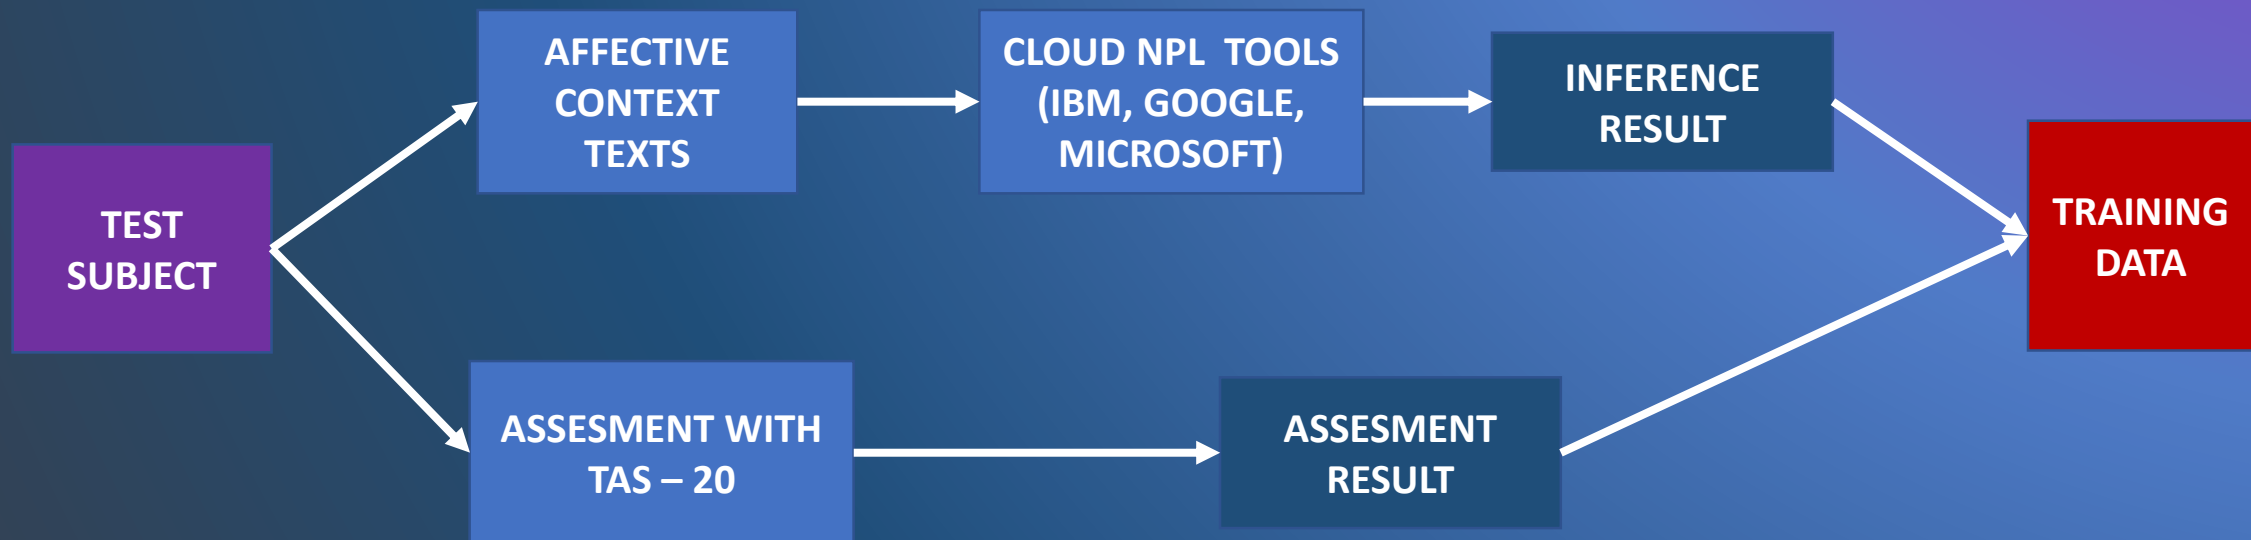 AFFECTIVE
CONTEXT
TEXTS
CLOUD NPL TOOLS
(IBM, GOOGLE,
MICROSOFT)
INFERENCE
RESULT
TEST
SUBJECT
TRAINING
DATA
ASSESMENT WITH
TAS – 20
ASSESMENT
RESULT